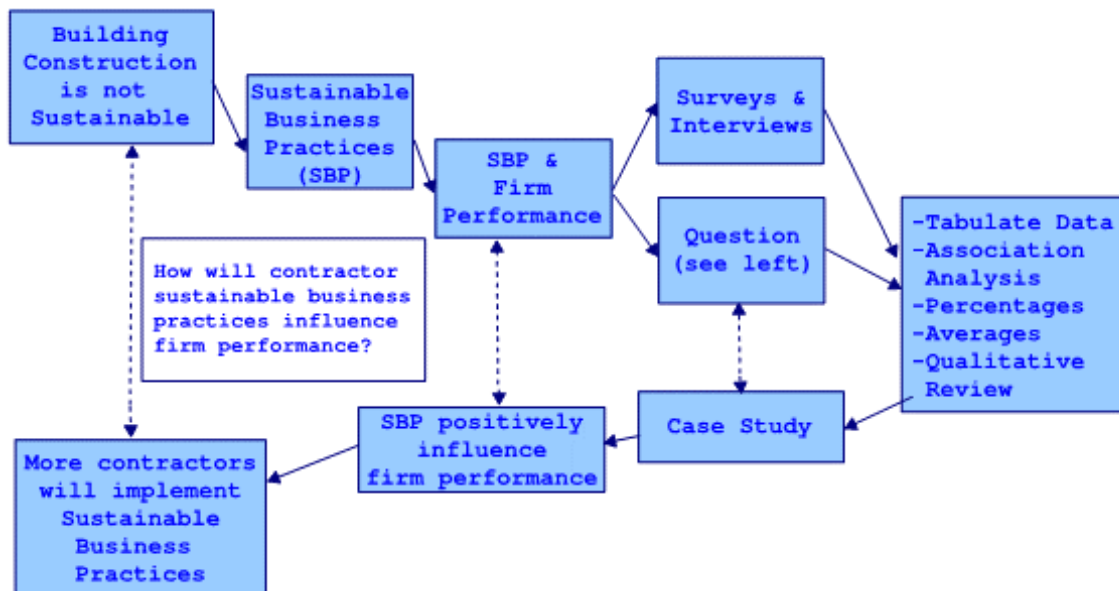 Building
Construction
is not
Sustainable
Sustainable
Business
Practices
(SBP)
SBP &
Firm
Performance
Surveys &
Interviews
Question
(see left)
-Tabulate Data
-Association
Analysis
-Percentages
-Averages
-Qualitative
Review
How will contractor
sustainable business
practices influence
firm performance?
Case Study
SBP positively
influence
firm performance
More contractors
will implement
Sustainable
Business
Practices